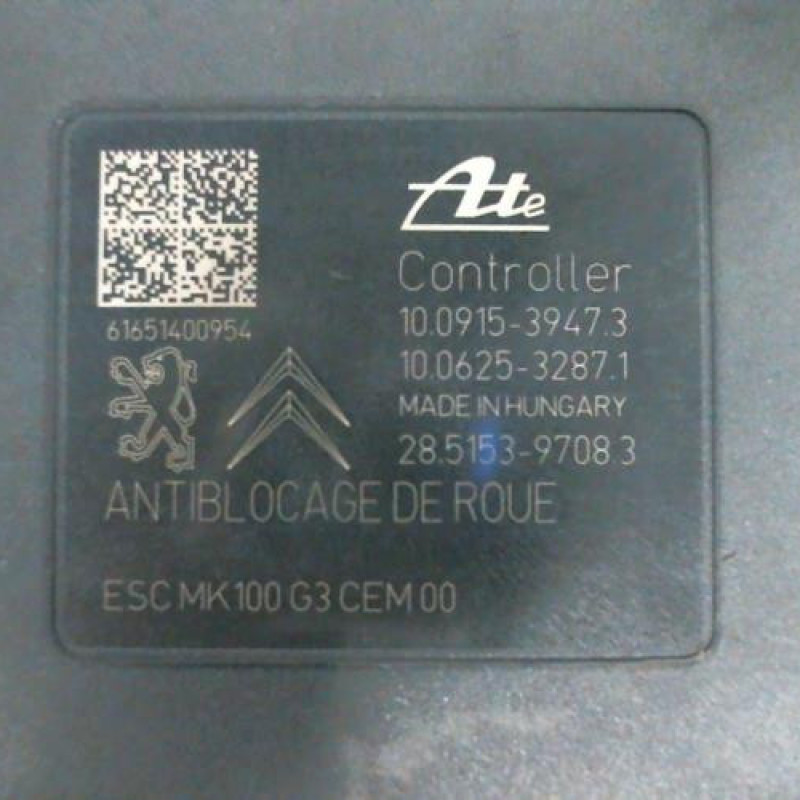 Ate
Controller
10.0915-3947.3
10.0625-3287.1
MADE IN HUNGARY
28.5153-9708.3
61651400954
ANTIBLOCAGE DE ROUE
ESC MK100 G3 CEM 00